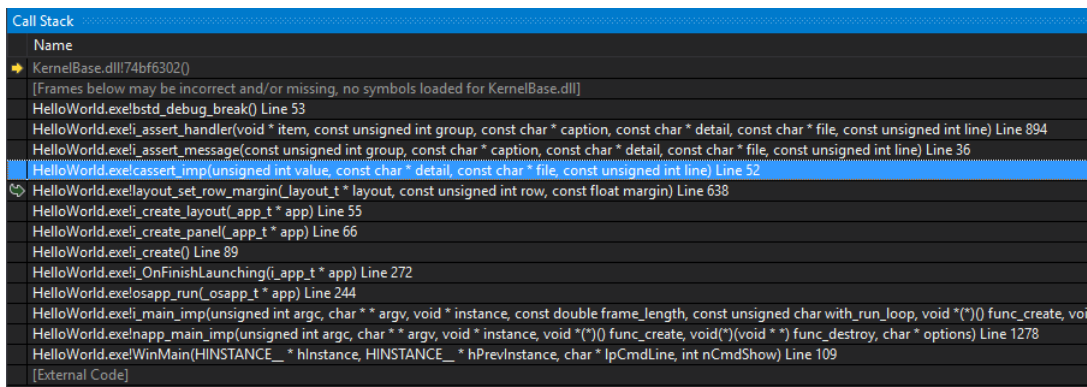 Call Stack
Name
KernelBase.dll!74bf6302()
[Frames below may be incorrect and/or missing, no symbols loaded for KernelBase.dll]
HelloWorld.exe!bstd_debug_break() Line 53
HelloWorld.exe!i_assert_handler(void * item, const unsigned int group, const char * caption, const char * detail, const char * file, const unsigned int line) Line 894
HelloWorld.exe!i_assert_message(const unsigned int group, const char * caption, const char * detail, const char * file, const unsigned int line) Line 36
HelloWorld.exe!cassert_imp(unsigned int value, const char * detail, const char * file, const unsigned int line) Line 52
HelloWorld.exe!layout_set_row_margin(_layout_t * layout, const unsigned int row, const float margin) Line 638
HelloWorld.exe!i_create_layout(_app_t * app) Line 55
HelloWorld.exe!i_create_panel(_app_t * app) Line 66
HelloWorld.exe!i_create() Line 89
HelloWorld.exe!i_OnFinishLaunching(i_app_t * app) Line 272
HelloWorld.exe!osapp_run(_osapp_t * app) Line 244
HelloWorld.exe!i_main_imp(unsigned int argc, char * * argv, void * instance, const double frame_length, const unsigned char with_run_loop, void *(*)() func_create, voi
HelloWorld.exe!napp_main_imp(unsigned int argc, char * * argv, void * instance, void *(*)() func_create, void(*)(void * *) func_destroy, char * options) Line 1278
HelloWorld.exe!WinMain(HINSTANCE__ * hInstance, HINSTANCE__ * hPrevInstance, char * lpCmdLine, int nCmdShow) Line 109
[External Code]